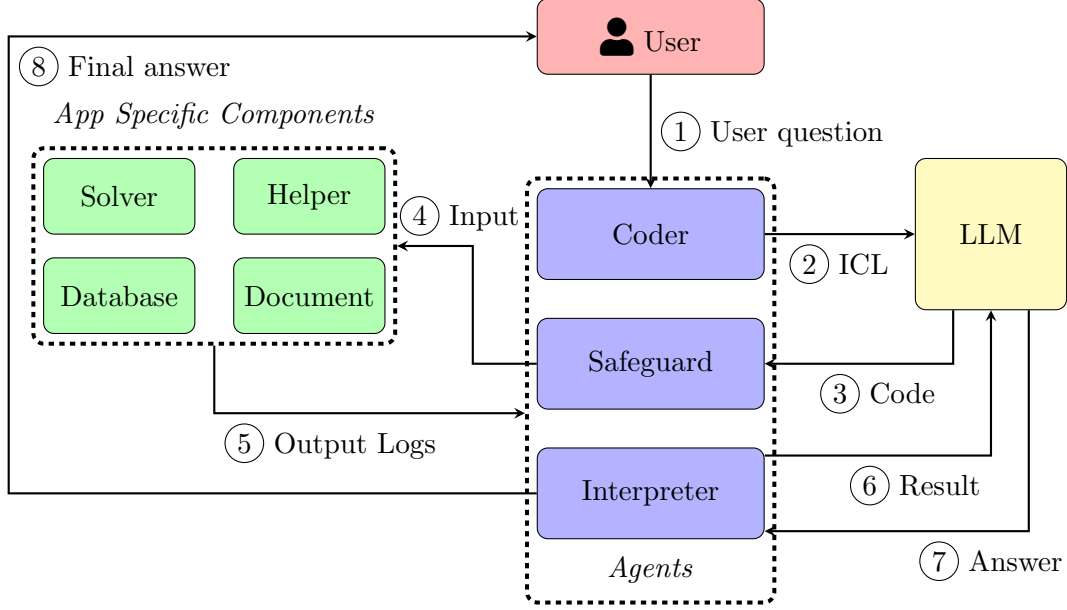 User
8 Final answer
App Specific Components
1 User question
Solver
Helper
4 Input
Coder
LLM
2 ICL
Database
Document
Safeguard
3 Code
5 Output Logs
Interpreter
6 Result
7 Answer
Agents